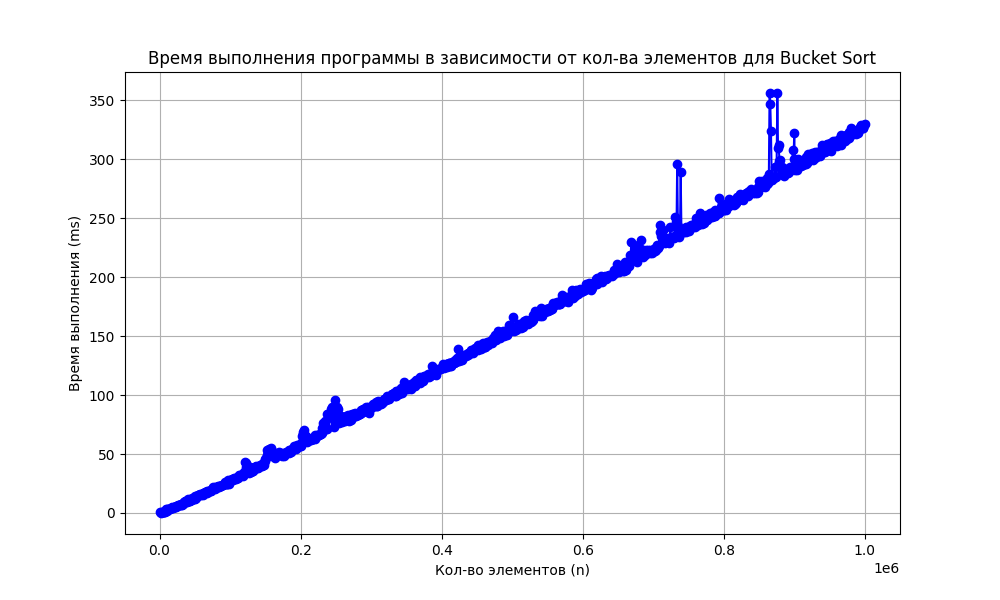 Время выполнения программы в зависимости от кол-ва элементов для Bucket Sort
350
300
250
200
150
100
50
0
Время выполнения (ms)
0.0 0.2 0.4 0.6 0.8 1.0
1e6
Кол-во элементов (n)